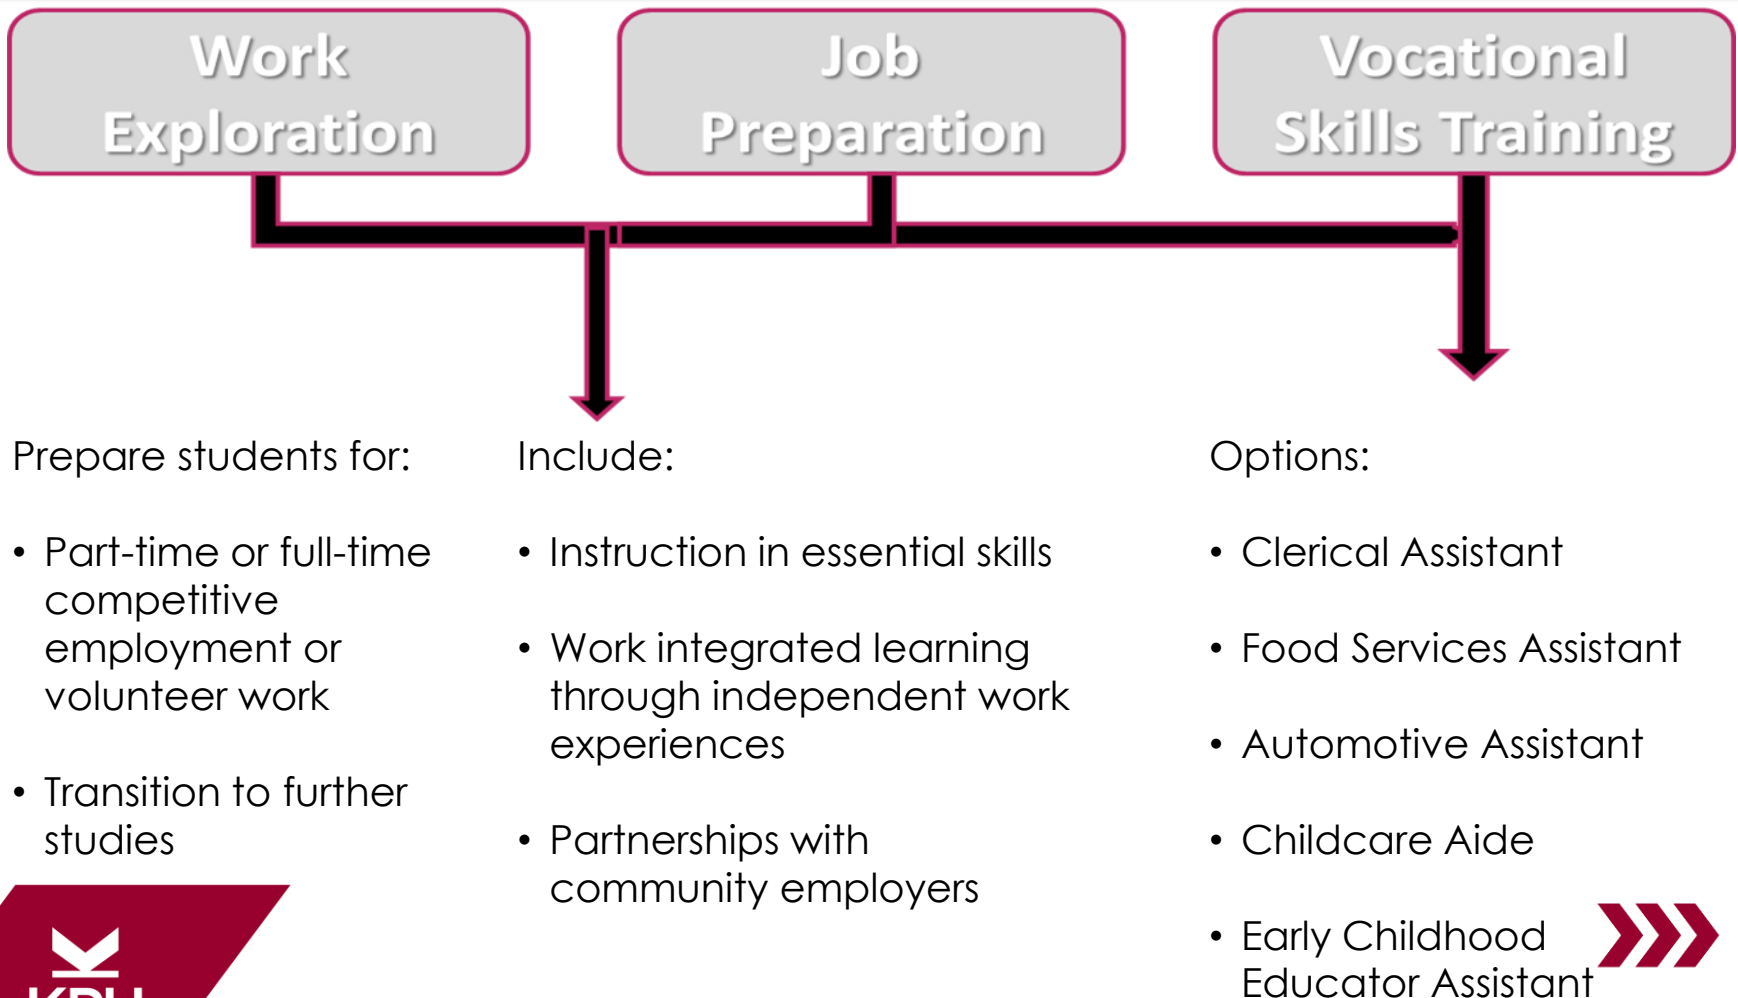 Work
Exploration
Job
Preparation
Vocational
Skills Training
Prepare students for:
• Part-time or full-time
competitive
employment or
volunteer work
• Transition to further
studies
Include:
• Instruction in essential skills
• Work integrated learning
through independent work
experiences
• Partnerships with
community employers
Options:
• Clerical Assistant
• Food Services Assistant
• Automotive Assistant
• Childcare Aide
• Early Childhood
Educator Assistant
KPU